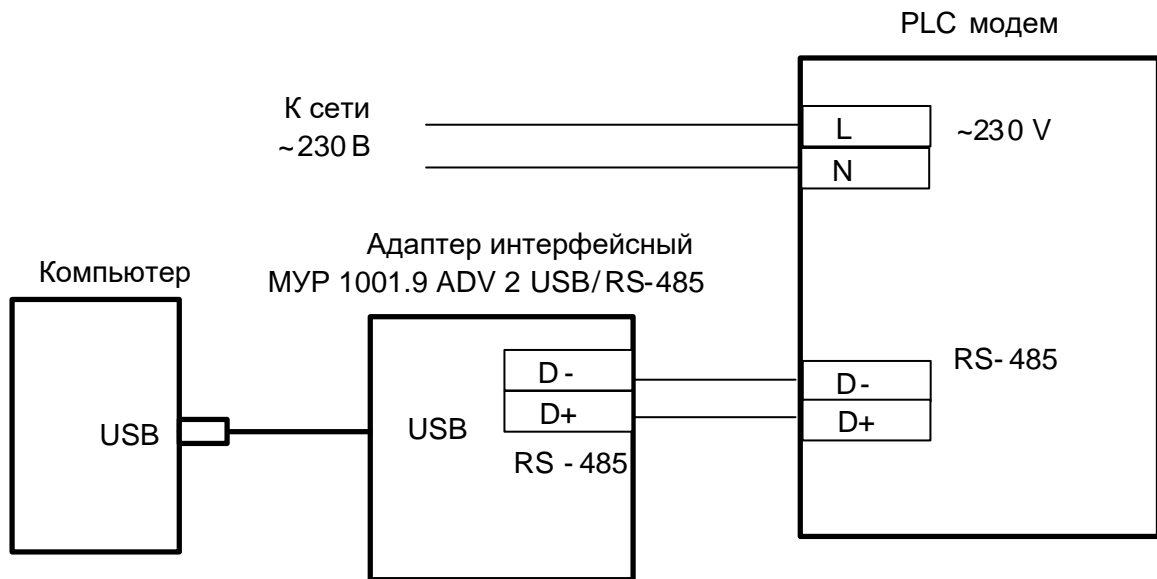 PLC модем
К сети
~230 В
L
~230 V
N
Адаптер интерфейсный
МУР 1001.9 ADV 2 USB/RS-485
Компьютер
D -
D+
RS - 485
USB
USB
RS- 485
D -
D+